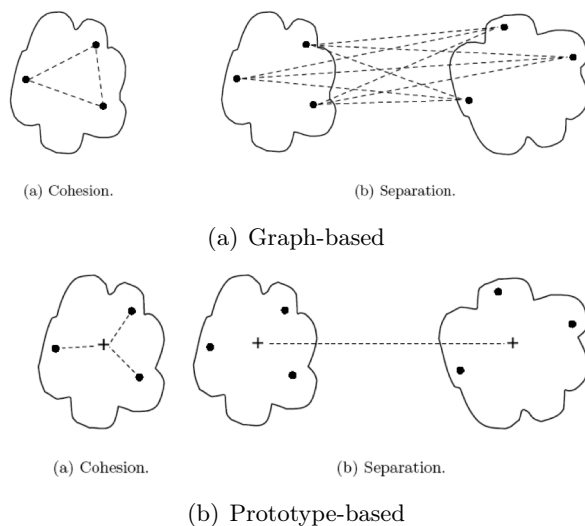 (a) Cohesion. (b) Separation.
(a) Graph-based
(a) Cohesion. (b) Separation.
(b) Prototype-based